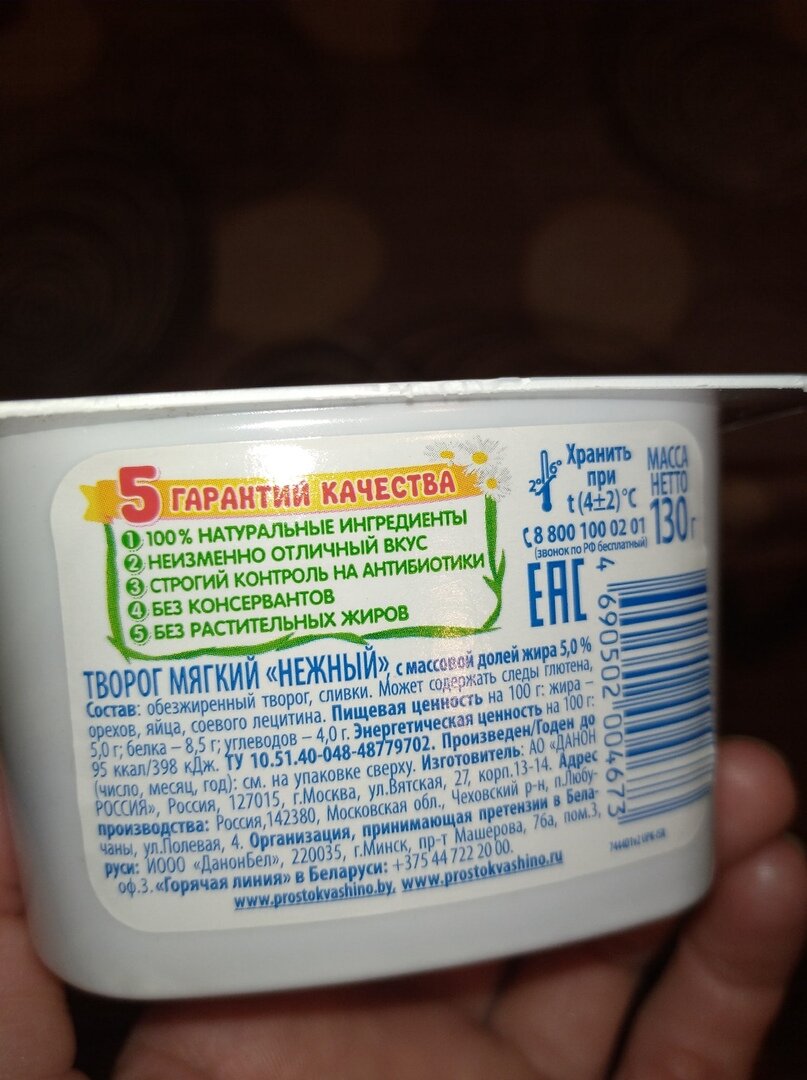 5 ГАРАНТИЙ КАЧЕСТВА
1 100% НАТУРАЛЬНЫЕ ИНГРЕДИЕНТЫ
2 НЕИЗМЕННО ОТЛИЧНЫЙ ВКУС
3 СТРОГИЙ КОНТРОЛЬ НА АНТИБИОТИКИ
4 БЕЗ КОНСЕРВАНТОВ
5 БЕЗ РАСТИТЕЛЬНЫХ ЖИРОВ
2° 6°
Хранить
при
t (4±2)°C
МАССА
НЕТТО
130 г
8 800 100 02 01
(звонок по РФ бесплатный)
EAC
4 690502 004673
ТВОРОГ МЯГКИЙ «НЕЖНЫЙ», с массовой долей жира 5,0 %
Состав: обезжиренный творог, сливки. Может содержать следы глютена,
орехов, яйца, соевого лецитина. Пищевая ценность на 100 г: жира –
5,0 г; белка – 8,5 г; углеводов – 4,0 г. Энергетическая ценность на 100 г:
95 ккал/398 кДж. ТУ 10.51.40-048-48779702. Произведен/Годен до
(число, месяц, год): см. на упаковке сверху. Изготовитель: АО «ДАНОН
РОССИЯ», Россия, 127015, г.Москва, ул.Вятская, 27, корп.13-14. Адрес
производства: Россия,142380, Московская обл., Чеховский р-н, п.Любу-
чаны, ул.Полевая, 4. Организация, принимающая претензии в Бела-
руси: ИООО «ДанонБел», 220035, г.Минск, пр-т Машерова, 76а, пом.3,
оф.3. «Горячая линия» в Беларуси: +375 44 722 20 00.
www.prostokvashino.by, www.prostokvashino.ru